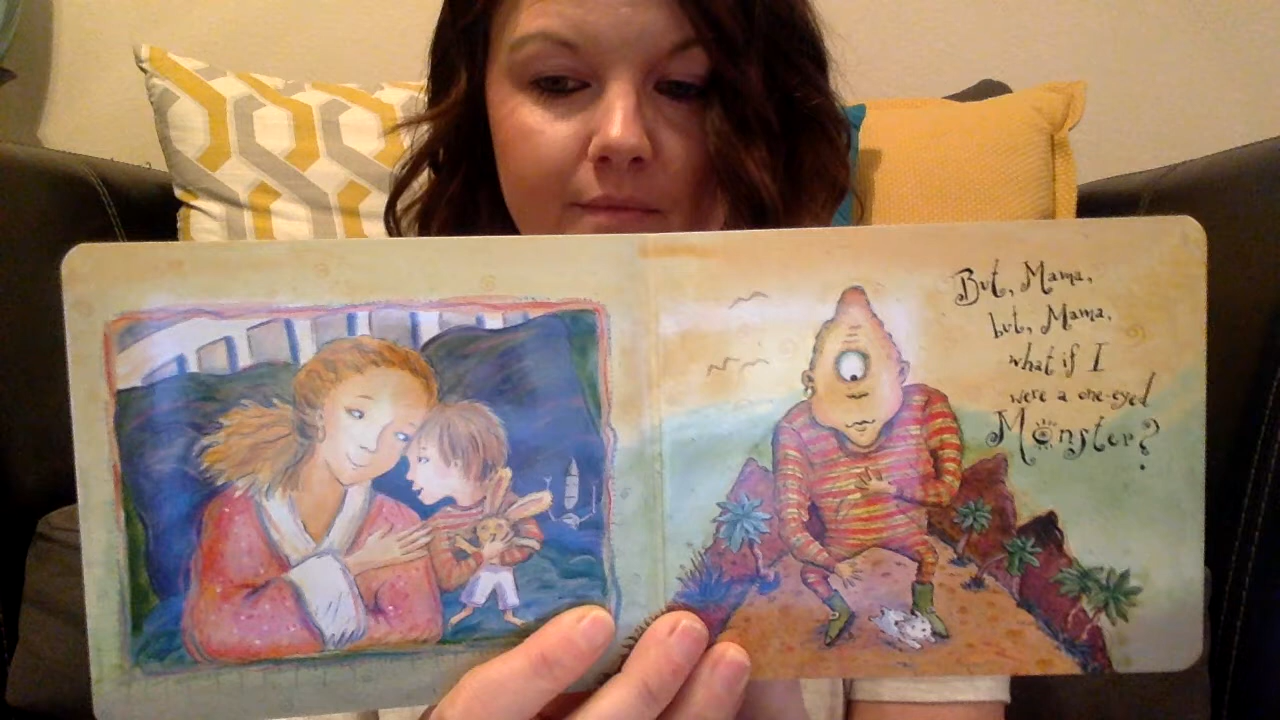 But, Mama,
but, Mama,
what if I
were a one-eyed
Monster?